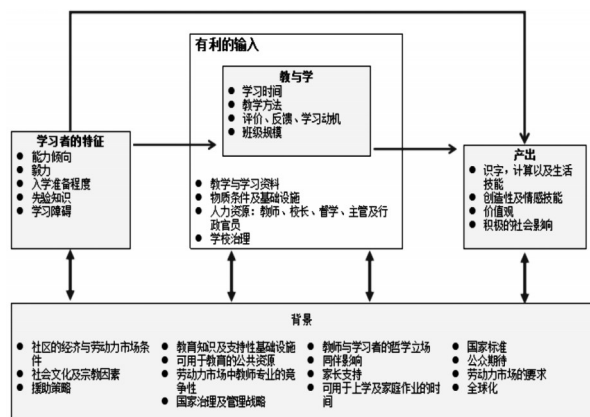 有利的输入
教与学
学习时间
教学方法
评价、反馈、学习动机
班级规模
学习者的特征
能力倾向
毅力
入学准备程度
先验知识
学习障碍
教学与学习资料
物质条件及基础设施
人力资源：教师、校长、督学、主管及行
政官员
学校治理
产出
识字，计算以及生活
技能
创造性及情感技能
价值观
积极的社会影响
背景
社区的经济与劳动力市场条
件
社会文化及宗教因素
援助策略
教育知识及支持性基础设施
可用于教育的公共资源
劳动力市场中教师专业的竞
争性
国家治理及管理战略
教师与学习者的哲学立场
同伴影响
家长支持
可用于上学及家庭作业的时
间
国家标准
公众期待
劳动力市场的要求
全球化